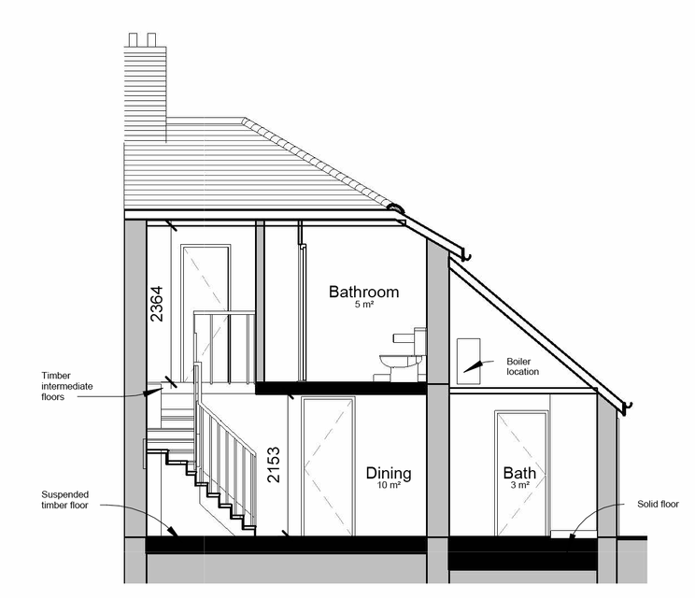 2364
Bathroom
5 m²
Boiler
location
Timber
intermediate
floors
2153
Dining
10 m²
Bath
3 m²
Suspended
timber floor
Solid floor